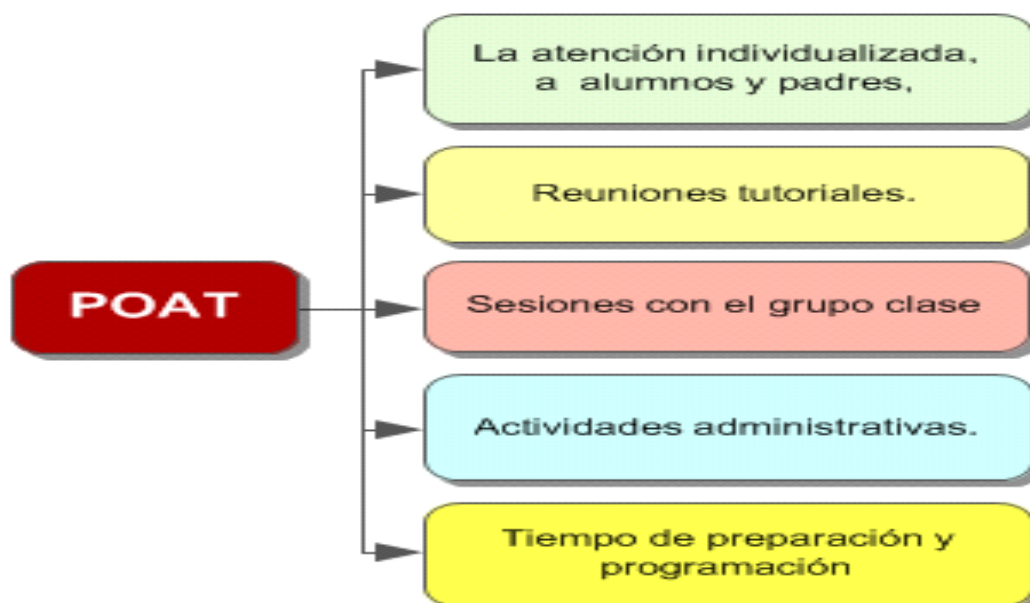 La atención individualizada,
a alumnos y padres,
Reuniones tutoriales.
POAT
Sesiones con el grupo clase
Actividades administrativas.
Tiempo de preparación y
programación